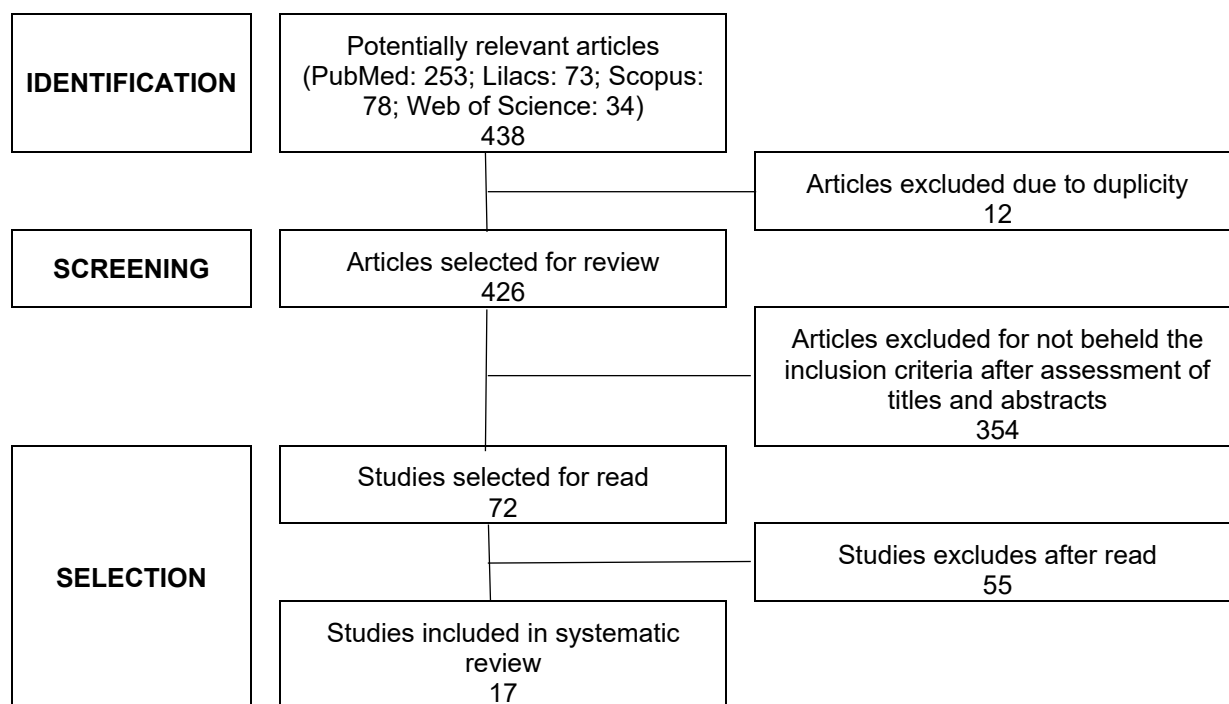 IDENTIFICATION
Potentially relevant articles
(PubMed: 253; Lilacs: 73; Scopus:
78; Web of Science: 34)
438
Articles excluded due to duplicity
12
SCREENING
Articles selected for review
426
Articles excluded for not beheld the
inclusion criteria after assessment of
titles and abstracts
354
SELECTION
Studies selected for read
72
Studies excludes after read
55
Studies included in systematic
review
17